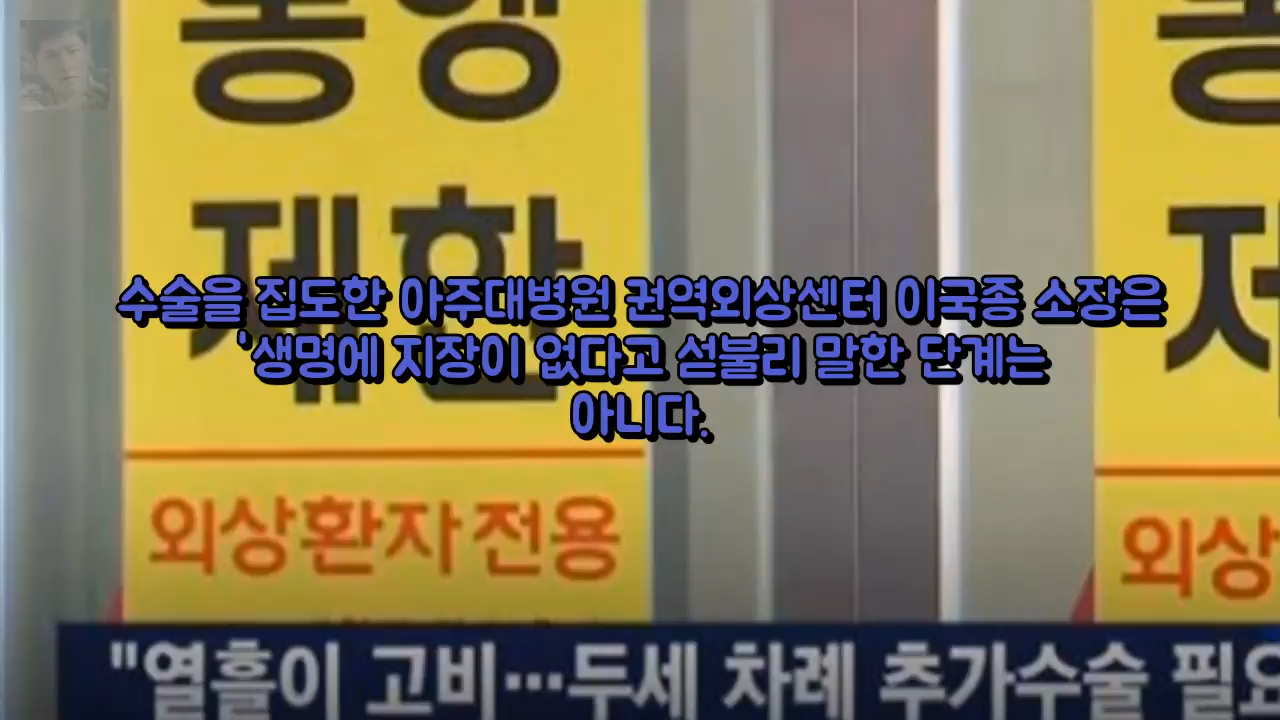 통행
제한
수술을 집도한 아주대병원 권역외상센터 이국종 소장은
'생명에 지장이 없다고 섣불리 말한 단계는
아니다.
외상환자 전용
외상
"열흘이 고비…두세 차례 추가수술 필요